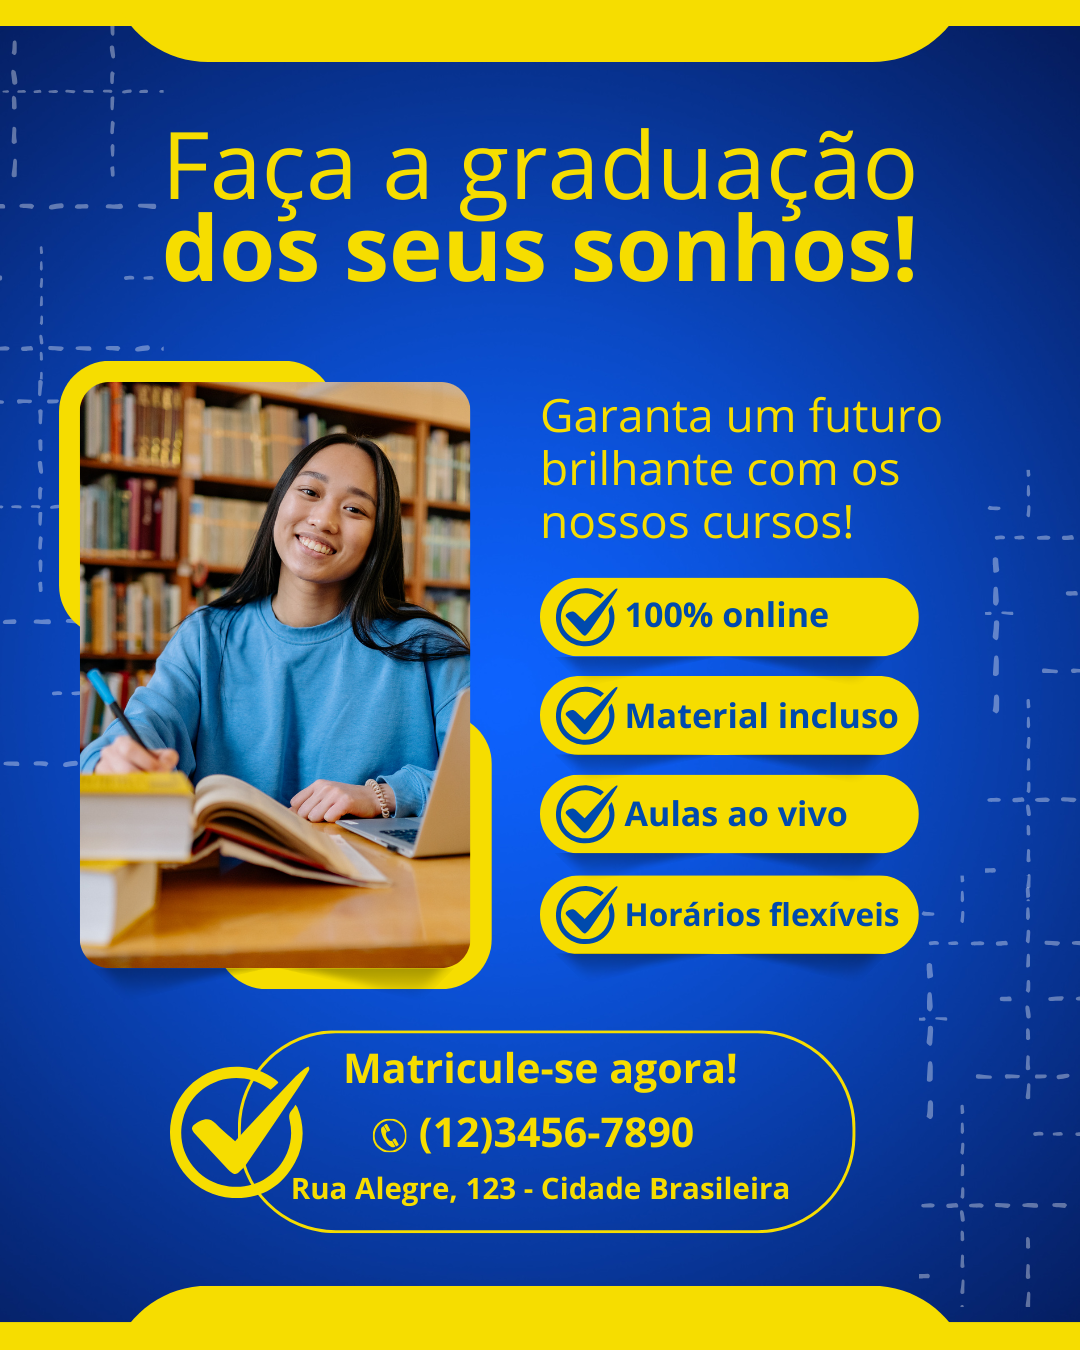 Faça a graduação
dos seus sonhos!
Garanta um futuro
brilhante com os
nossos cursos!
100% online
Material incluso
Aulas ao vivo
Horários flexíveis
Matricule-se agora!
(12)3456-7890
Rua Alegre, 123 - Cidade Brasileira